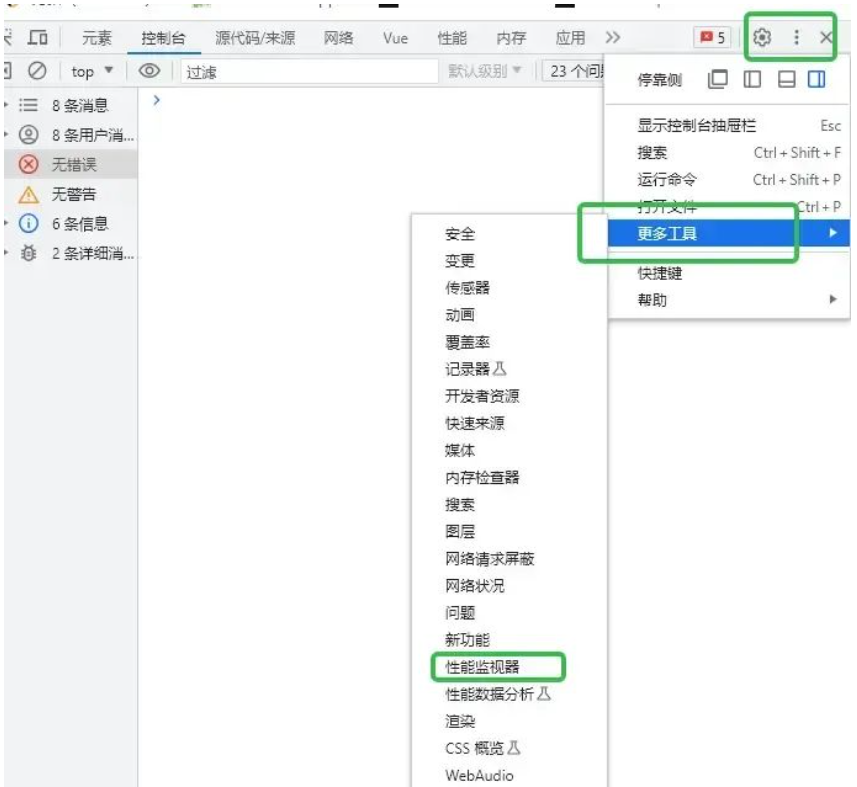 元素 控制台 源代码/来源 网络 Vue 性能 内存 应用 5
top 过滤 默认级别 23 个问
停靠侧
8 条消息
显示控制台抽屉栏 Esc
8 条用户消...
搜索 Ctrl + Shift + F
无错误
运行命令 Ctrl + Shift + P
无警告
打开文件 Ctrl + P
6 条信息
更多工具
2 条详细消...
快捷键
帮助
安全
变更
传感器
动画
覆盖率
记录器
开发者资源
快速来源
媒体
内存检查器
搜索
图层
网络请求屏蔽
网络状况
问题
新功能
性能监视器
性能数据分析
渲染
CSS 概览
WebAudio